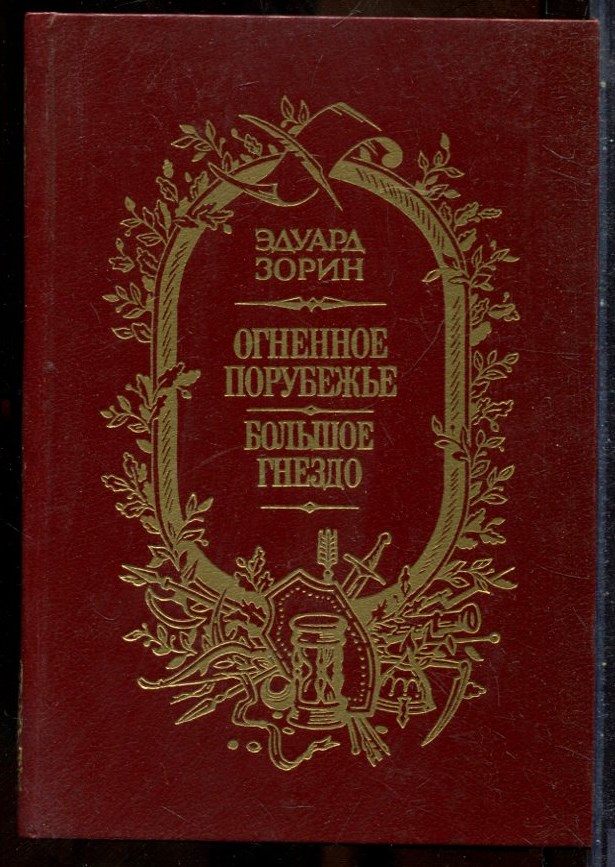 ЭДУАРД
ЗОРИН
ОГНЕННОЕ
ПОРУБЕЖЬЕ
БОЛЬШОЕ
ГНЕЗДО